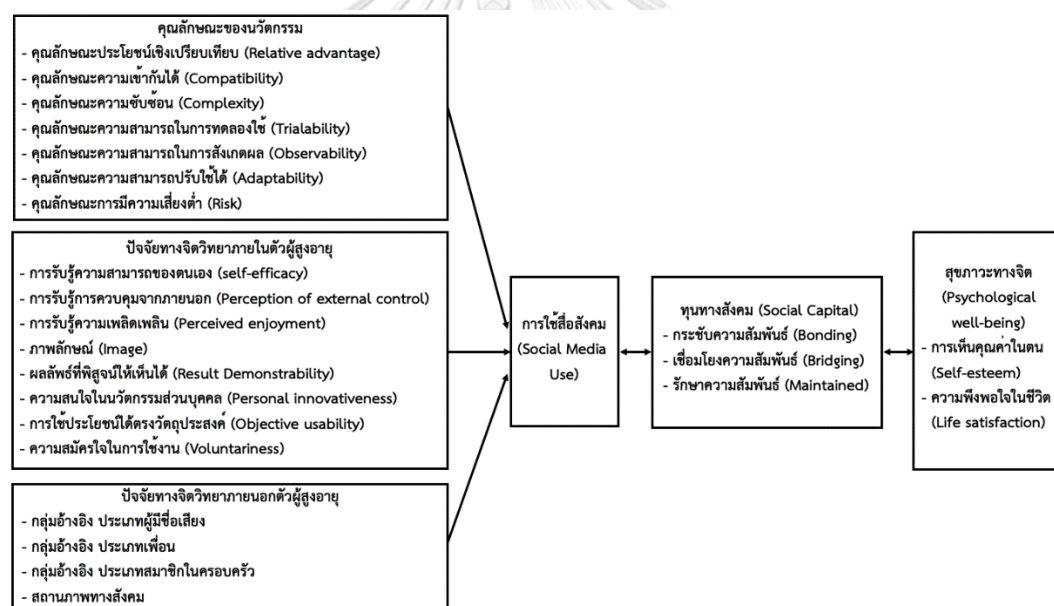 คุณลักษณะของนวัตกรรม
- คุณลักษณะประโยชน์เชิงเปรียบเทียบ (Relative advantage)
- คุณลักษณะความเข้ากันได้ (Compatibility)
- คุณลักษณะความซับซ้อน (Complexity)
- คุณลักษณะความสามารถในการทดลองใช้ (Trialability)
- คุณลักษณะความสามารถในการสังเกตผล (Observability)
- คุณลักษณะความสามารถปรับใช้ได้ (Adaptability)
- คุณลักษณะการมีความเสี่ยงต่ำ (Risk)
ปัจจัยทางจิตวิทยาภายในตัวผู้สูงอายุ
- การรับรู้ความสามารถของตนเอง (self-efficacy)
- การรับรู้การควบคุมจากภายนอก (Perception of external control)
- การรับรู้ความเพลิดเพลิน (Perceived enjoyment)
- ภาพลักษณ์ (Image)
- ผลลัพธ์ที่พิสูจน์ให้เห็นได้ (Result Demonstrability)
- ความสนใจในนวัตกรรมส่วนบุคคล (Personal innovativeness)
- การใช้ประโยชน์ได้ตรงวัตถุประสงค์ (Objective usability)
- ความสมัครใจในการใช้งาน (Voluntariness)
ปัจจัยทางจิตวิทยาภายนอกตัวผู้สูงอายุ
- กลุ่มอ้างอิง ประเภทผู้มีชื่อเสียง
- กลุ่มอ้างอิง ประเภทเพื่อน
- กลุ่มอ้างอิง ประเภทสมาชิกในครอบครัว
- สถานภาพทางสังคม
การใช้สื่อสังคม
(Social Media
Use)
ทุนทางสังคม (Social Capital)
- กระชับความสัมพันธ์ (Bonding)
- เชื่อมโยงความสัมพันธ์ (Bridging)
- รักษาความสัมพันธ์ (Maintained)
สุขภาวะทางจิต
(Psychological
well-being)
- การเห็นคุณค่าในตน
(Self-esteem)
- ความพึงพอใจในชีวิต
(Life satisfaction)